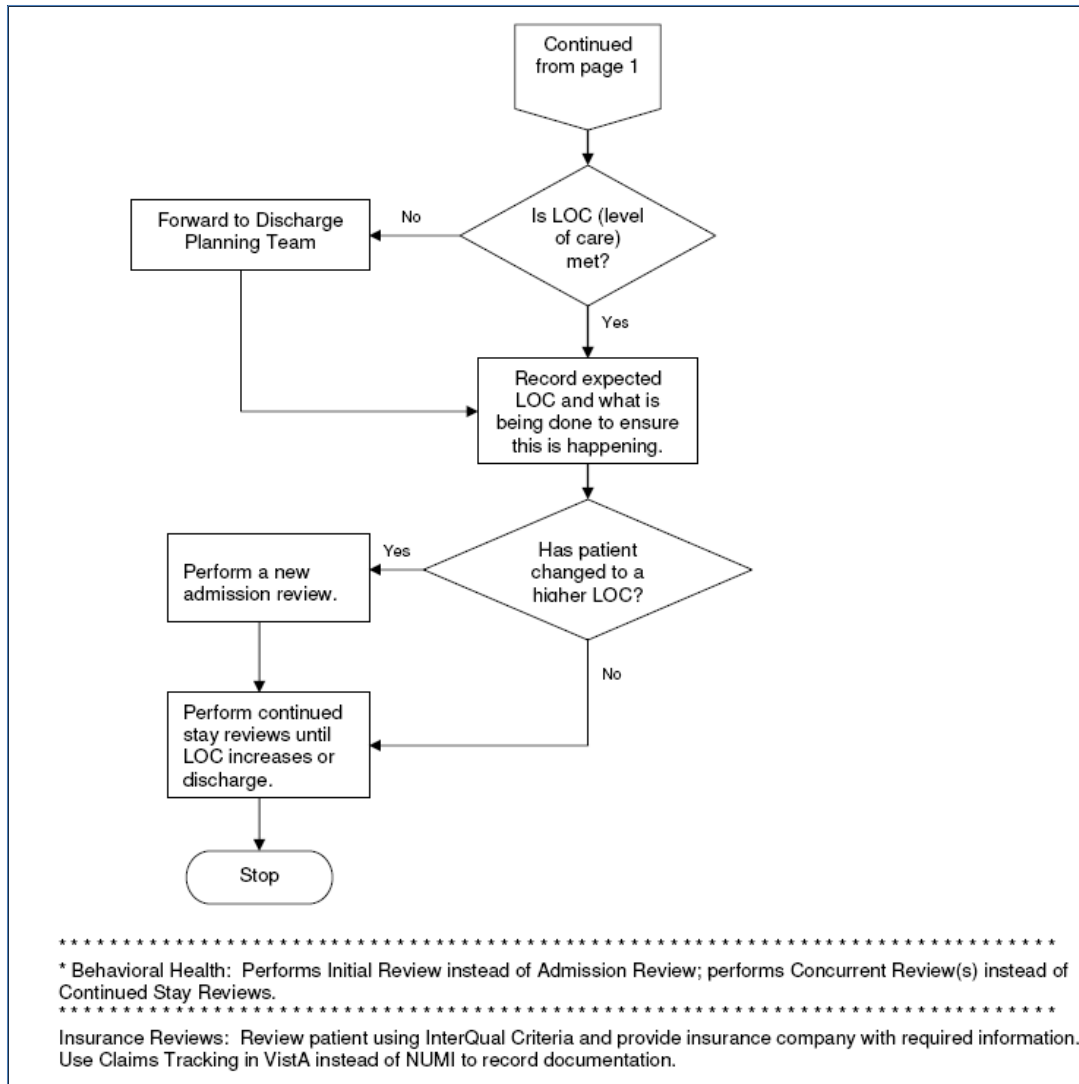 Continued
from page 1
Is LOC (level
of care)
met?
No
Forward to Discharge
Planning Team
Yes
Record expected
LOC and what is
being done to ensure
this is happening.
Has patient
changed to a
higher LOC?
Yes
Perform a new
admission review.
No
Perform continued
stay reviews until
LOC increases or
discharge.
Stop
* * * * * * * * * * * * * * * * * * * * * * * * * * * * * * * * * * * * * * * * * * * * * * * * * * * * * * * * * * * * * * * * * * * * * * * * * * * * *
* Behavioral Health:  Performs Initial Review instead of Admission Review; performs Concurrent Review(s) instead of
Continued Stay Reviews.
* * * * * * * * * * * * * * * * * * * * * * * * * * * * * * * * * * * * * * * * * * * * * * * * * * * * * * * * * * * * * * * * * * * * * * * * * * * * *
Insurance Reviews:  Review patient using InterQual Criteria and provide insurance company with required information.
Use Claims Tracking in VistA instead of NUMI to record documentation.